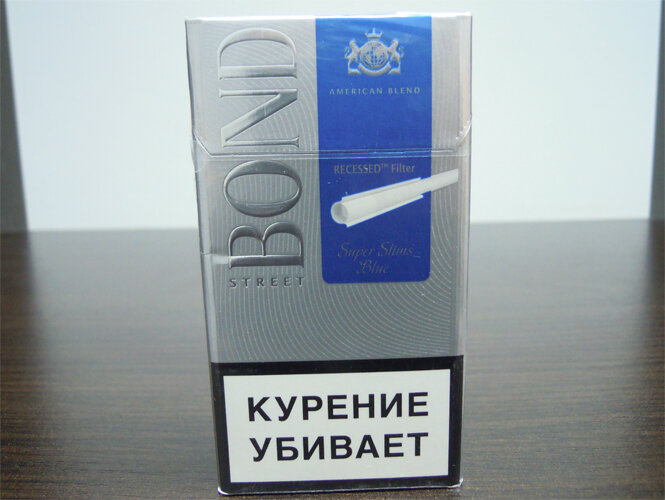 BOND
STREET
AMERICAN BLEND
RECESSED™ Filter
Super Slims
Blue
КУРЕНИЕ
УБИВАЕТ